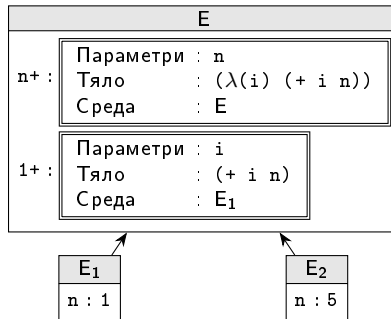 E
n+ : Параметри : n
Тяло : (λ(i) (+ i n))
Среда : E
1+ : Параметри : i
Тяло : (+ i n)
Среда : E₁
E₁
n : 1
E₂
n : 5